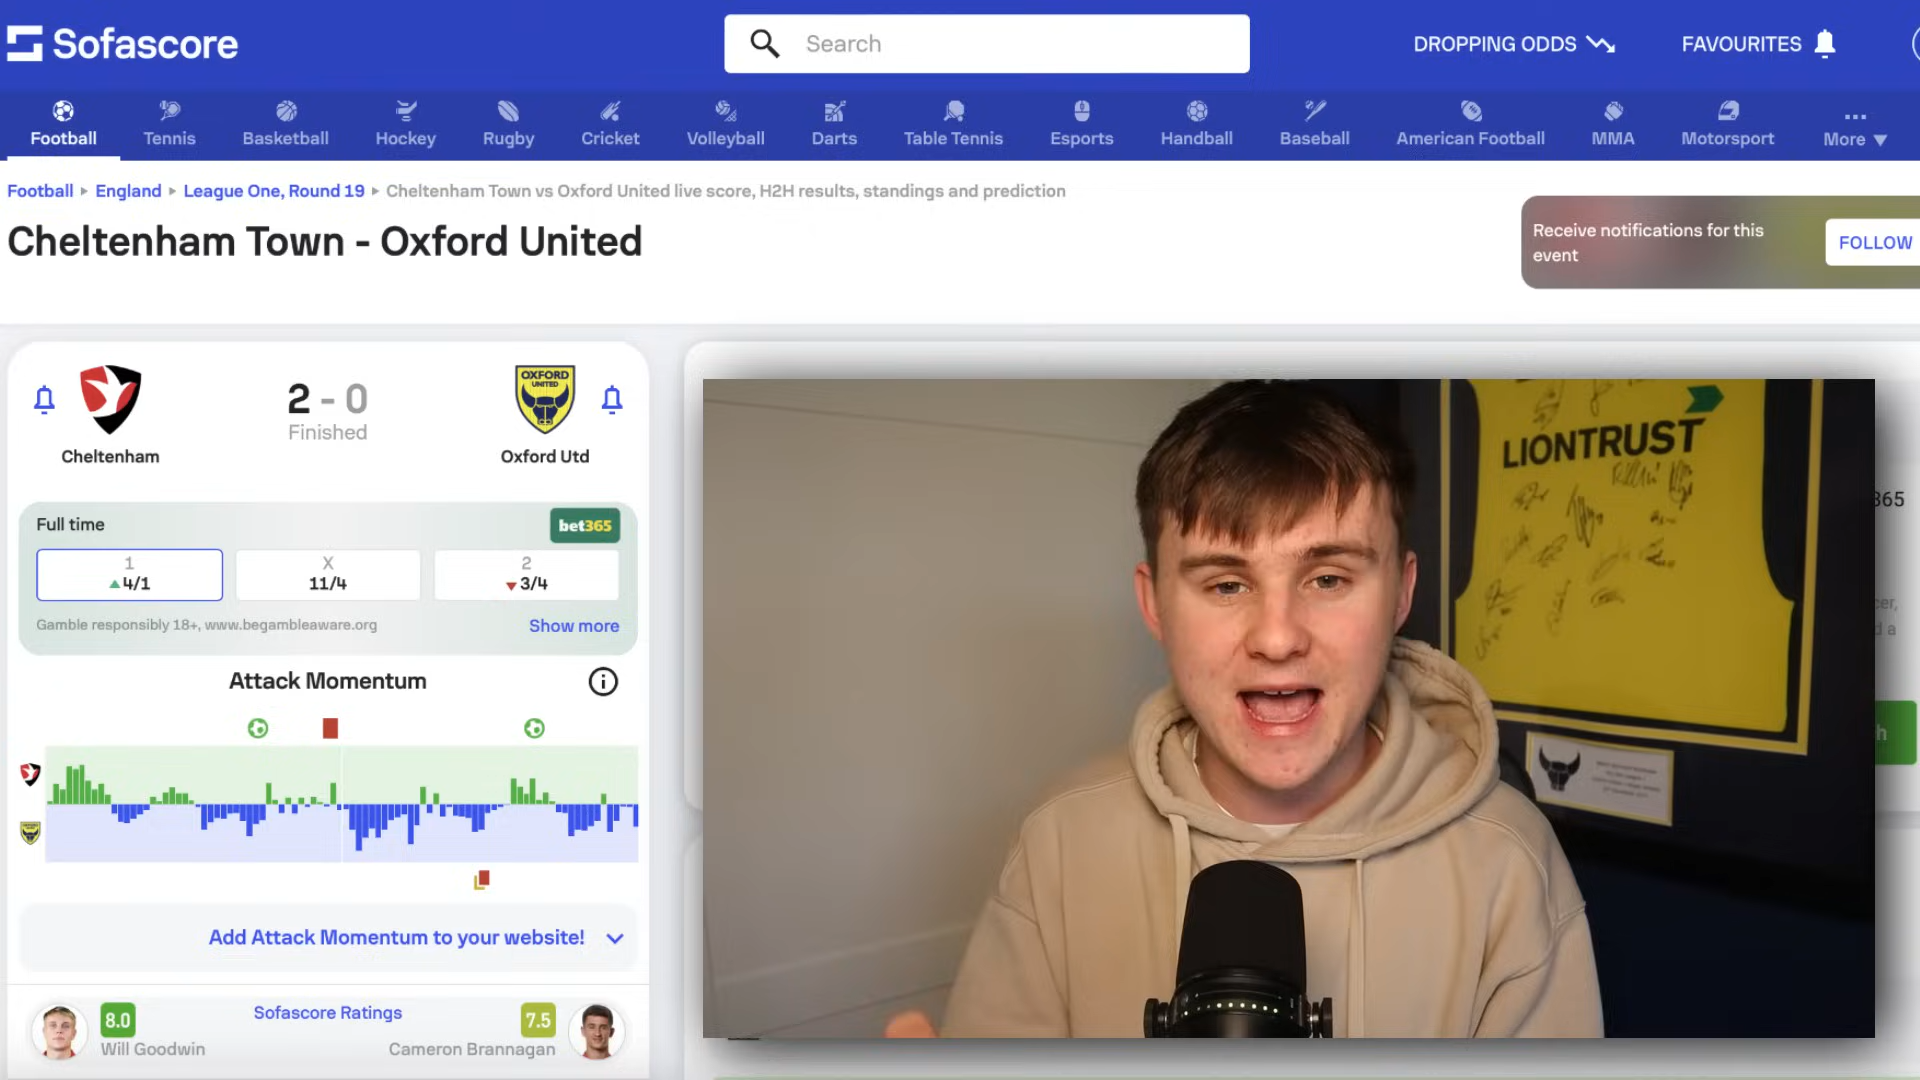 Sofascore
Search
DROPPING ODDS
FAVOURITES
Football
Tennis
Basketball
Hockey
Rugby
Cricket
Volleyball
Darts
Table Tennis
Esports
Handball
Baseball
American Football
MMA
Motorsport
More
Football England League One, Round 19 Cheltenham Town vs Oxford United live score, H2H results, standings and prediction
Cheltenham Town - Oxford United
Receive notifications for this
event
FOLLOW
2 - 0
Finished
OXFORD
UNITED
Cheltenham
Oxford Utd
Full time
bet365
1
4/1
X
11/4
2
3/4
Gamble responsibly 18+, www.begambleaware.org
Show more
Attack Momentum
Add Attack Momentum to your website!
8.0
Will Goodwin
Sofascore Ratings
7.5
Cameron Brannagan
LIONTRUST
365